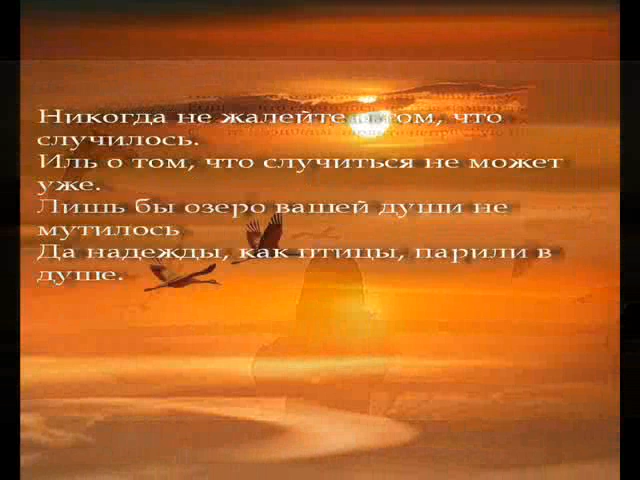 Никогда не жалейте о том, что
случилось.
Иль о том, что случиться не может
уже.
Лишь бы озеро вашей души не
мутилось
Да надежды, как птицы, парили в
душе.